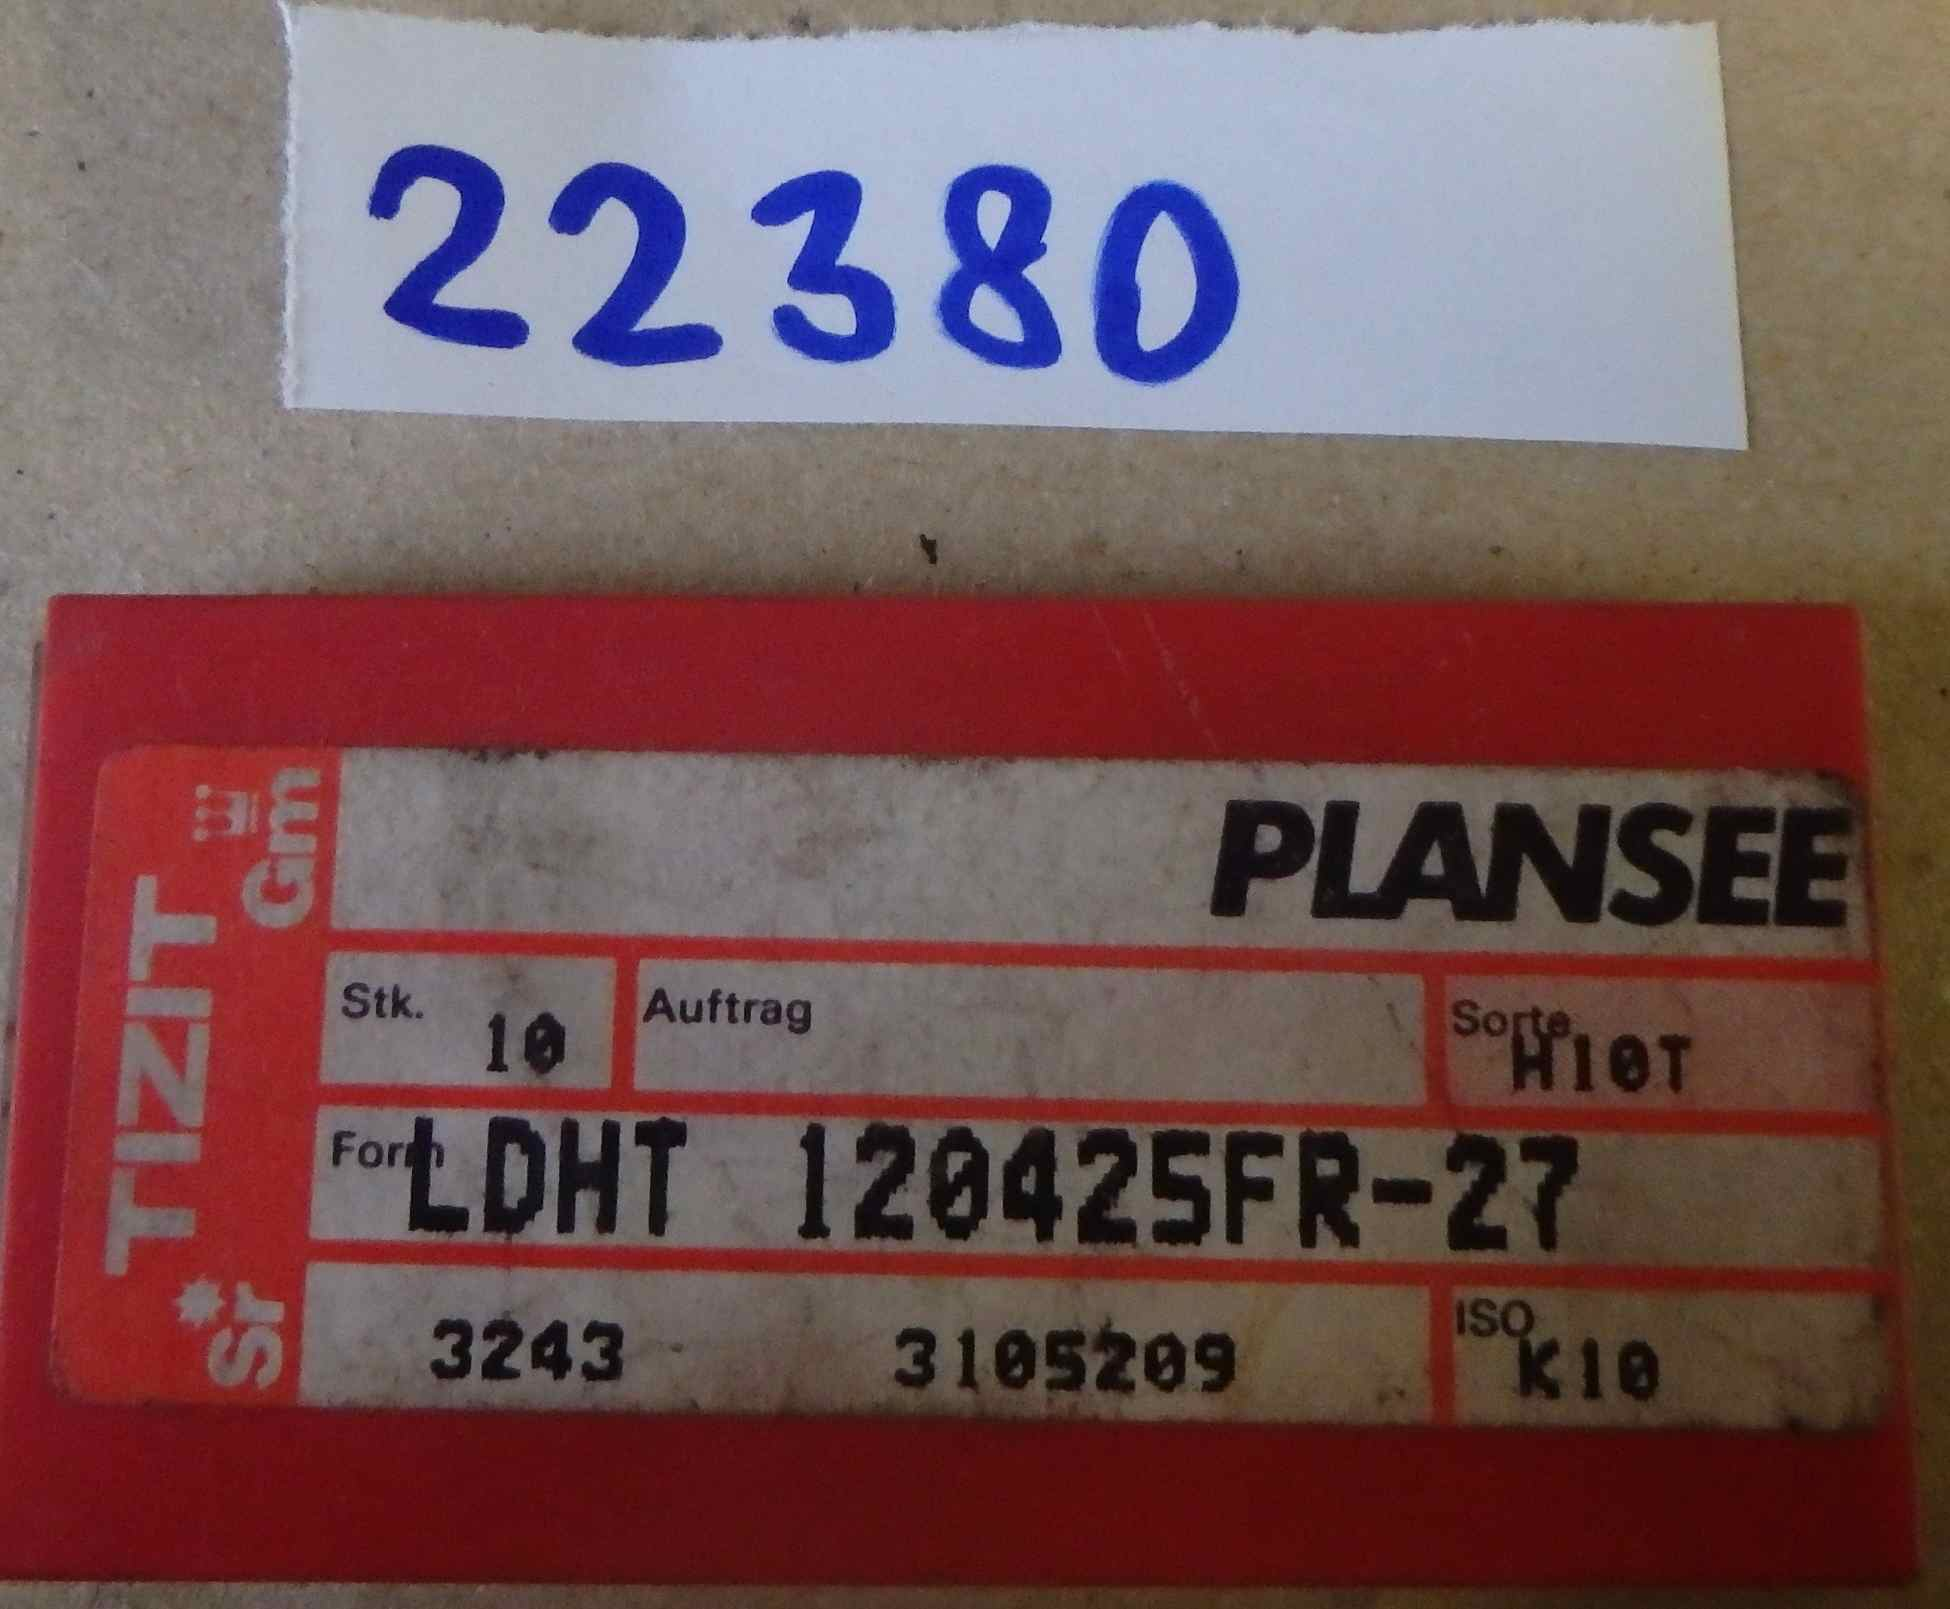 22380
PLANSEE
TIZIT
Gm
Sr*
Stk. 10
Auftrag
Sorte H10T
Form LDHT 120425FR-27
3243 3105209
ISO K10